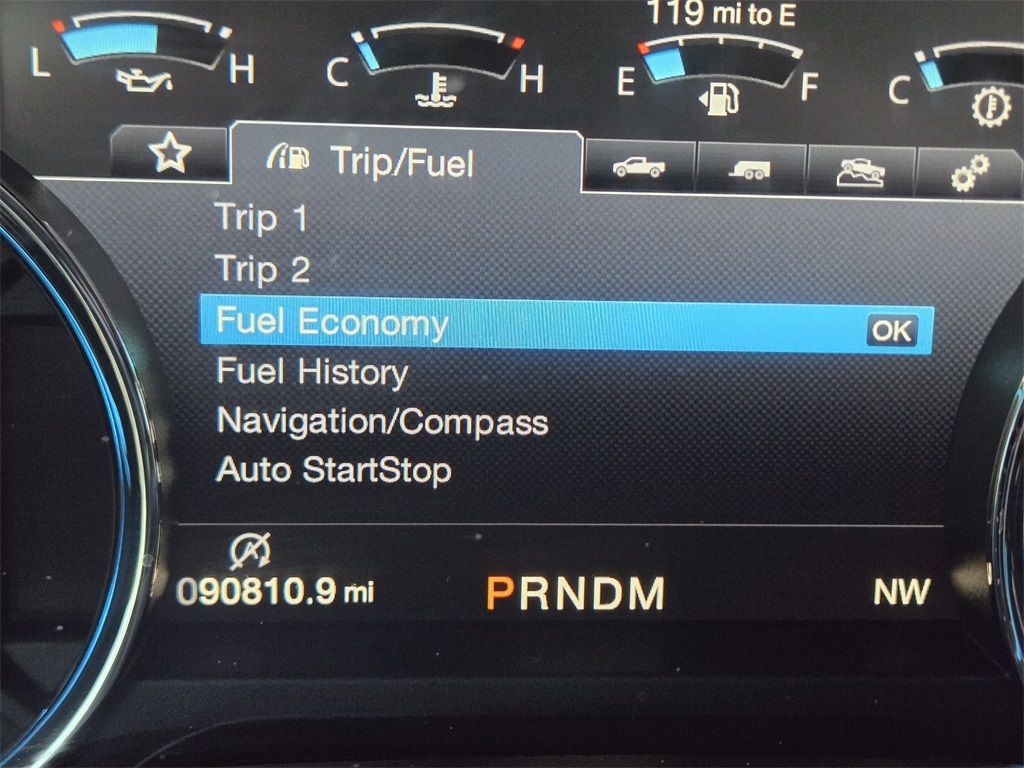 119 mi to E
L H C H E F C
Trip/Fuel
Trip 1
Trip 2
Fuel Economy OK
Fuel History
Navigation/Compass
Auto StartStop
A
090810.9 mi PRNDM NW